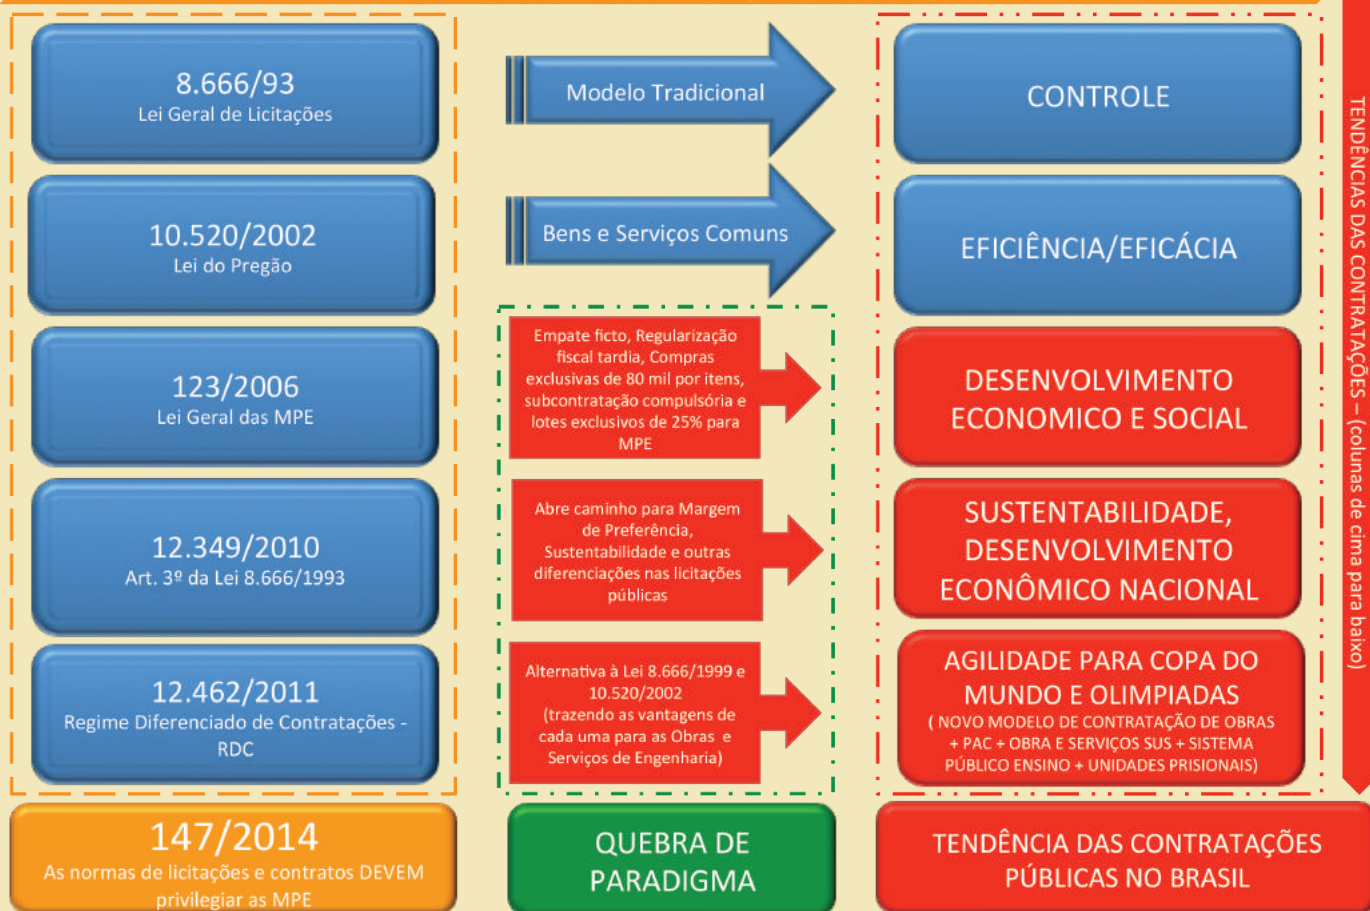 8.666/93
Lei Geral de Licitações
Modelo Tradicional
CONTROLE
10.520/2002
Lei do Pregão
Bens e Serviços Comuns
EFICIÊNCIA/EFICÁCIA
123/2006
Lei Geral das MPE
Empate ficto, Regularização
fiscal tardia, Compras
exclusivas de 80 mil por itens,
subcontratação compulsória e
lotes exclusivos de 25% para
MPE
DESENVOLVIMENTO
ECONOMICO E SOCIAL
12.349/2010
Art. 3º da Lei 8.666/1993
Abre caminho para Margem
de Preferência,
Sustentabilidade e outras
diferenciações nas licitações
públicas
SUSTENTABILIDADE,
DESENVOLVIMENTO
ECONÔMICO NACIONAL
12.462/2011
Regime Diferenciado de Contratações -
RDC
Alternativa à Lei 8.666/1999 e
10.520/2002
(trazendo as vantagens de
cada uma para as Obras e
Serviços de Engenharia)
AGILIDADE PARA COPA DO
MUNDO E OLIMPIADAS
( NOVO MODELO DE CONTRATAÇÃO DE OBRAS
+ PAC + OBRA E SERVIÇOS SUS + SISTEMA
PÚBLICO ENSINO + UNIDADES PRISIONAIS)
147/2014
As normas de licitações e contratos DEVEM
privilegiar as MPE
QUEBRA DE
PARADIGMA
TENDÊNCIA DAS CONTRATAÇÕES
PÚBLICAS NO BRASIL
TENDÊNCIAS DAS CONTRATAÇÕES – (colunas de cima para baixo)